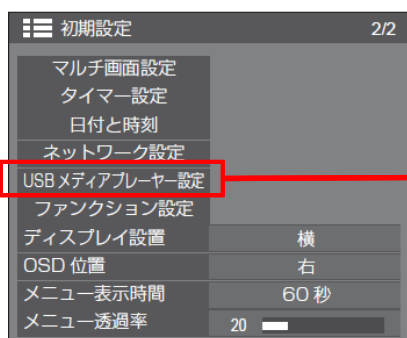 初期設定 2/2
マルチ画面設定
タイマー設定
日付と時刻
ネットワーク設定
USBメディアプレーヤー設定
ファンクション設定
ディスプレイ設置 横
OSD 位置 右
メニュー表示時間 60 秒
メニュー透過率 20